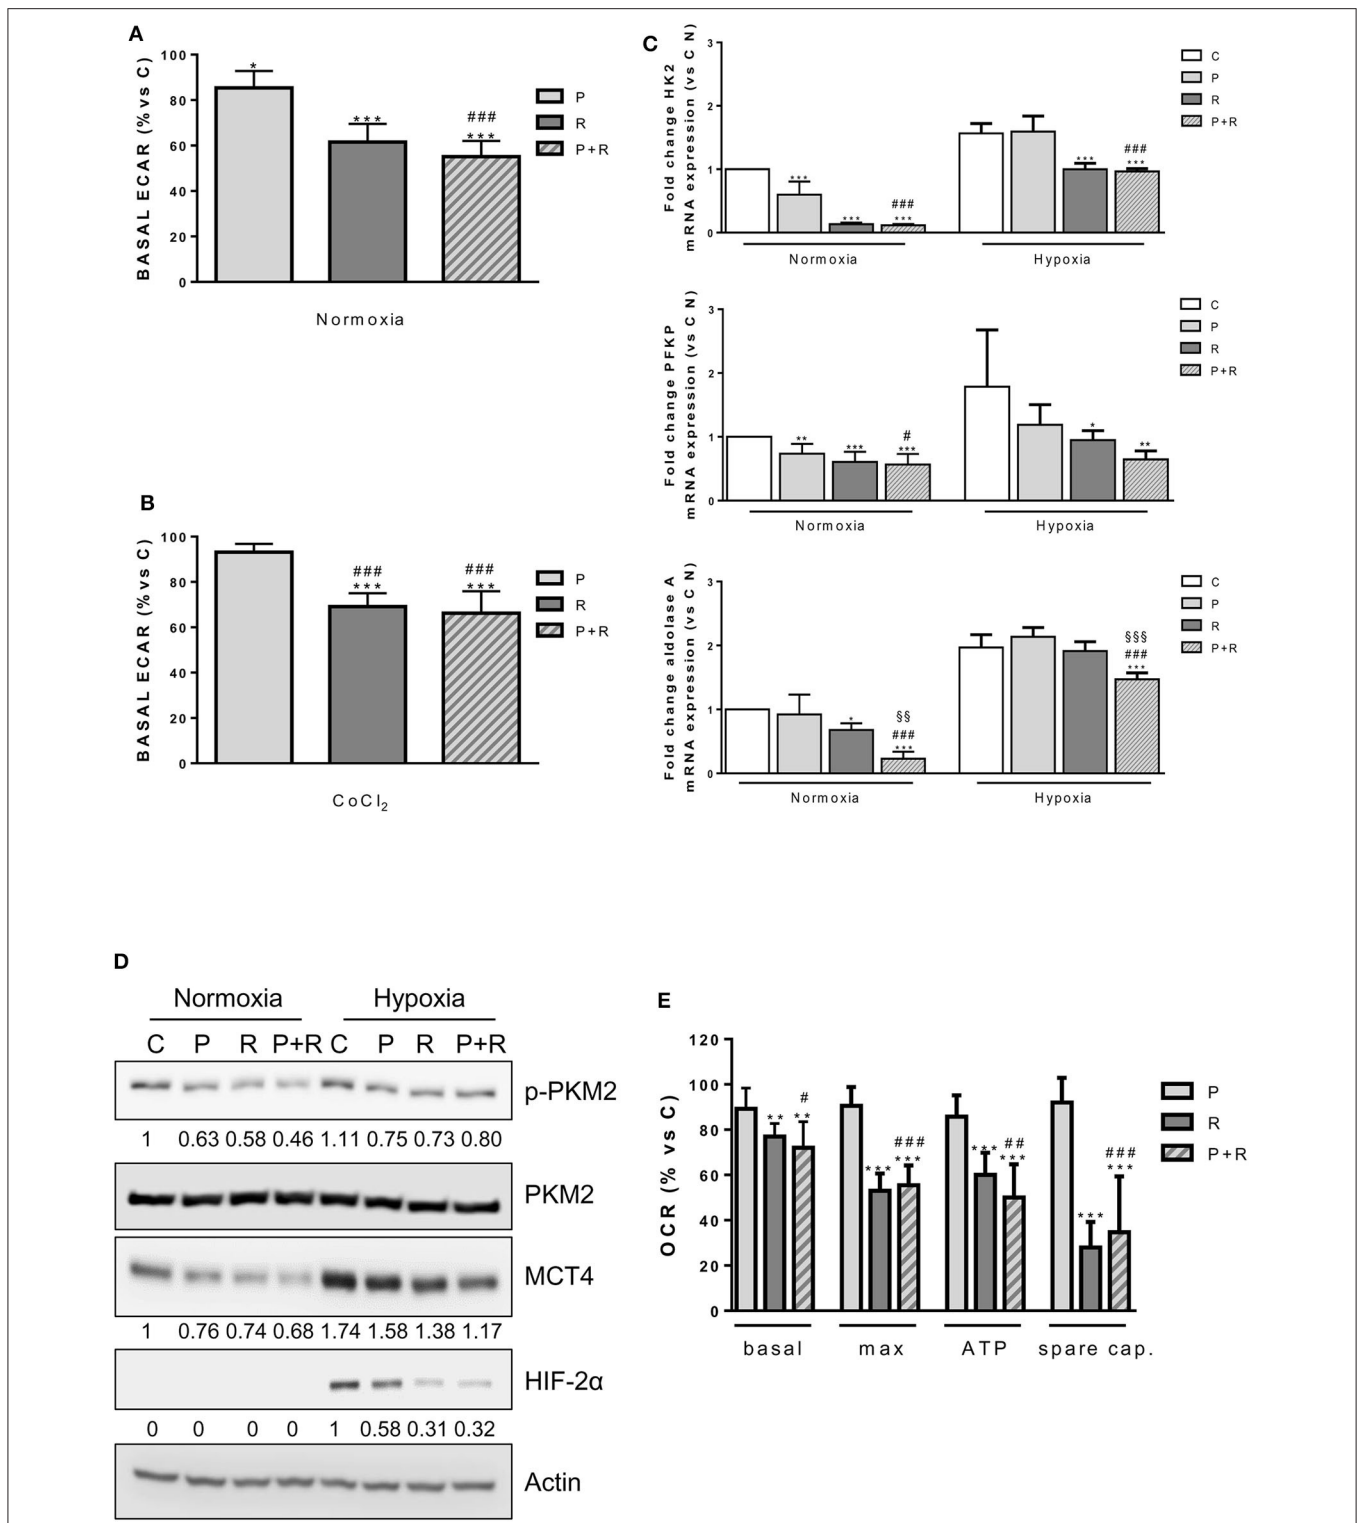 A
BASAL ECAR (% vs C)
100
80
60
40
20
0
*
***
###
***
P
R
P+R
Normoxia
B
BASAL ECAR (% vs C)
100
80
60
40
20
0
###
***
###
***
P
R
P+R
CoCl2
C
Fold change HK2
mRNA expression (vs C N)
3
2
1
0
***
***
###
***
***
###
***
C
P
R
P+R
Normoxia
Hypoxia
Fold change PFKP
mRNA expression (vs C N)
3
2
1
0
**
***
#
***
*
**
C
P
R
P+R
Normoxia
Hypoxia
Fold change aldolase A
mRNA expression (vs C N)
3
2
1
0
*
§§
###
***
§§§
###
***
C
P
R
P+R
Normoxia
Hypoxia
D
Normoxia Hypoxia
C P R P+R C P R P+R
p-PKM2
1 0.63 0.58 0.46 1.11 0.75 0.73 0.80
PKM2
MCT4
1 0.76 0.74 0.68 1.74 1.58 1.38 1.17
HIF-2α
0 0 0 0 1 0.58 0.31 0.32
Actin
E
OCR (% vs C)
120
100
80
60
40
20
0
**
#
**
***
###
***
***
##
***
***
###
***
P
R
P+R
basal max ATP spare cap.